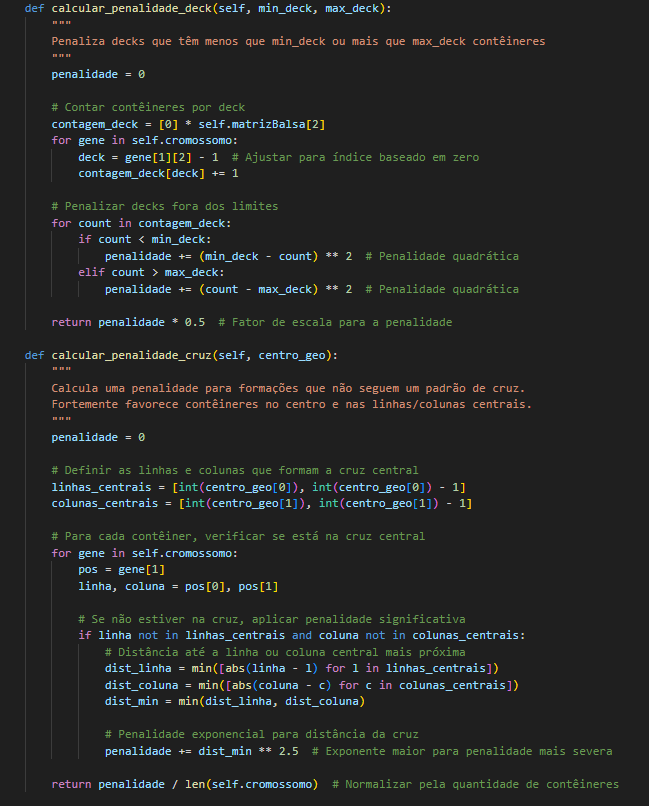 def calcular_penalidade_deck(self, min_deck, max_deck):
"""
Penaliza decks que têm menos que min_deck ou mais que max_deck contêineres
"""
penalidade = 0
# Contar contêineres por deck
contagem_deck = [0] * self.matrizBalsa[2]
for gene in self.cromossomo:
deck = gene[1][2] - 1  # Ajustar para índice baseado em zero
contagem_deck[deck] += 1
# Penalizar decks fora dos limites
for count in contagem_deck:
if count < min_deck:
penalidade += (min_deck - count) ** 2  # Penalidade quadrática
elif count > max_deck:
penalidade += (count - max_deck) ** 2  # Penalidade quadrática
return penalidade * 0.5  # Fator de escala para a penalidade
def calcular_penalidade_cruz(self, centro_geo):
"""
Calcula uma penalidade para formações que não seguem um padrão de cruz.
Fortemente favorece contêineres no centro e nas linhas/colunas centrais.
"""
penalidade = 0
# Definir as linhas e colunas que formam a cruz central
linhas_centrais = [int(centro_geo[0]), int(centro_geo[0]) - 1]
colunas_centrais = [int(centro_geo[1]), int(centro_geo[1]) - 1]
# Para cada contêiner, verificar se está na cruz central
for gene in self.cromossomo:
pos = gene[1]
linha, coluna = pos[0], pos[1]
# Se não estiver na cruz, aplicar penalidade significativa
if linha not in linhas_centrais and coluna not in colunas_centrais:
# Distância até a linha ou coluna central mais próxima
dist_linha = min([abs(linha - l) for l in linhas_centrais])
dist_coluna = min([abs(coluna - c) for c in colunas_centrais])
dist_min = min(dist_linha, dist_coluna)
# Penalidade exponencial para distância da cruz
penalidade += dist_min ** 2.5  # Exponente maior para penalidade mais severa
return penalidade / len(self.cromossomo)  # Normalizar pela quantidade de contêineres